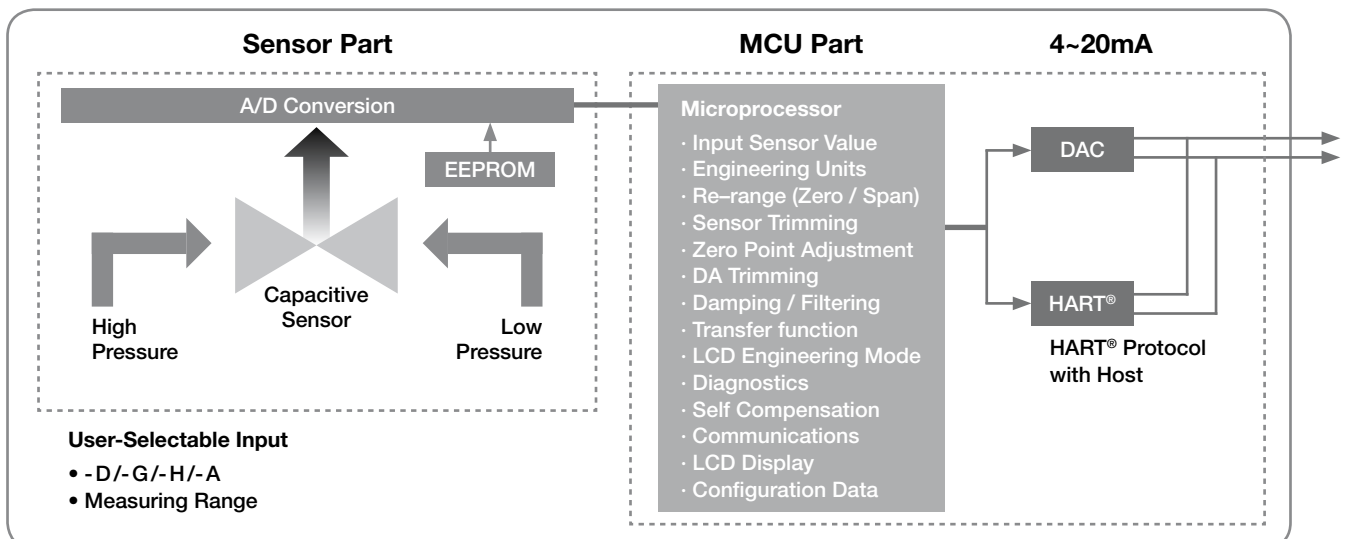 Sensor Part
MCU Part
4~20mA
A/D Conversion
EEPROM
Capacitive
Sensor
High
Pressure
Low
Pressure
User-Selectable Input
• -D/-G/-H/-A
• Measuring Range
Microprocessor
· Input Sensor Value
· Engineering Units
· Re–range (Zero / Span)
· Sensor Trimming
· Zero Point Adjustment
· DA Trimming
· Damping / Filtering
· Transfer function
· LCD Engineering Mode
· Diagnostics
· Self Compensation
· Communications
· LCD Display
· Configuration Data
DAC
HART®
HART® Protocol
with Host